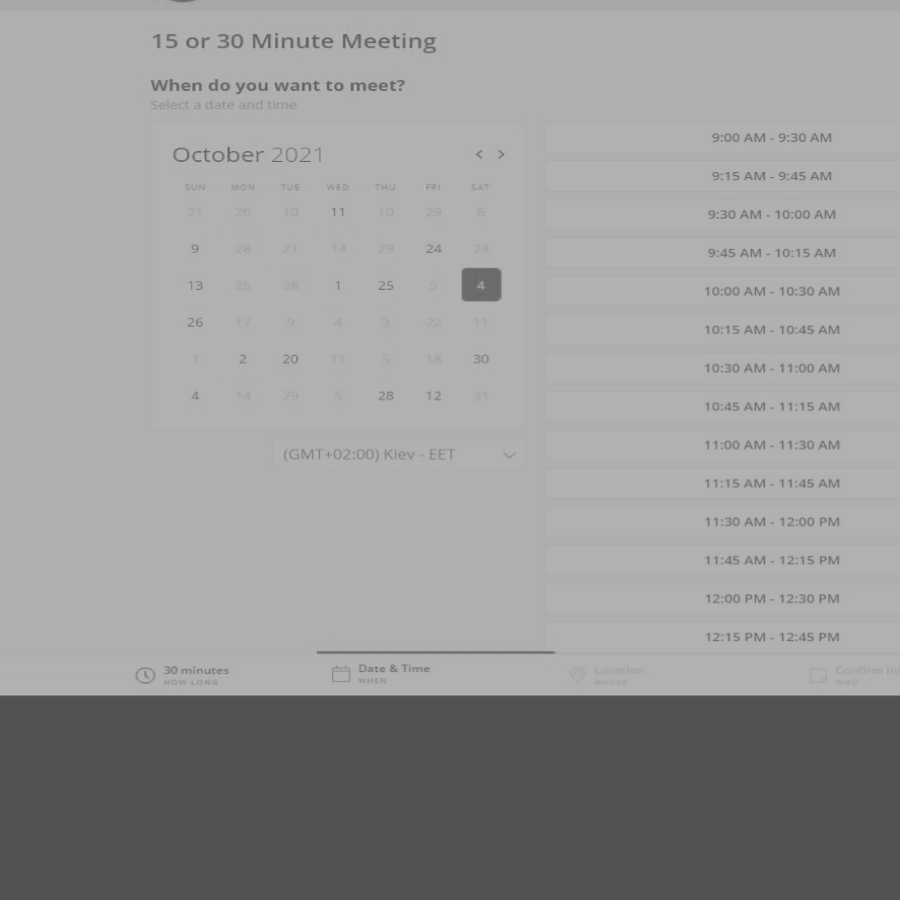 15 or 30 Minute Meeting
When do you want to meet?
Select a date and time
October 2021 < >
SUN MON TUE WED THU FRI SAT
21 26 10 11 10 29 6
9 28 21 14 29 24 24
13 25 28 1 25 5 4
26 17 9 4 3 22 11
1 2 20 11 5 18 30
4 14 29 5 28 12 31
(GMT+02:00) Kiev - EET
9:00 AM - 9:30 AM
9:15 AM - 9:45 AM
9:30 AM - 10:00 AM
9:45 AM - 10:15 AM
10:00 AM - 10:30 AM
10:15 AM - 10:45 AM
10:30 AM - 11:00 AM
10:45 AM - 11:15 AM
11:00 AM - 11:30 AM
11:15 AM - 11:45 AM
11:30 AM - 12:00 PM
11:45 AM - 12:15 PM
12:00 PM - 12:30 PM
12:15 PM - 12:45 PM
30 minutes
HOW LONG
Date & Time
WHEN
Location
WHERE
Confirm
WHO